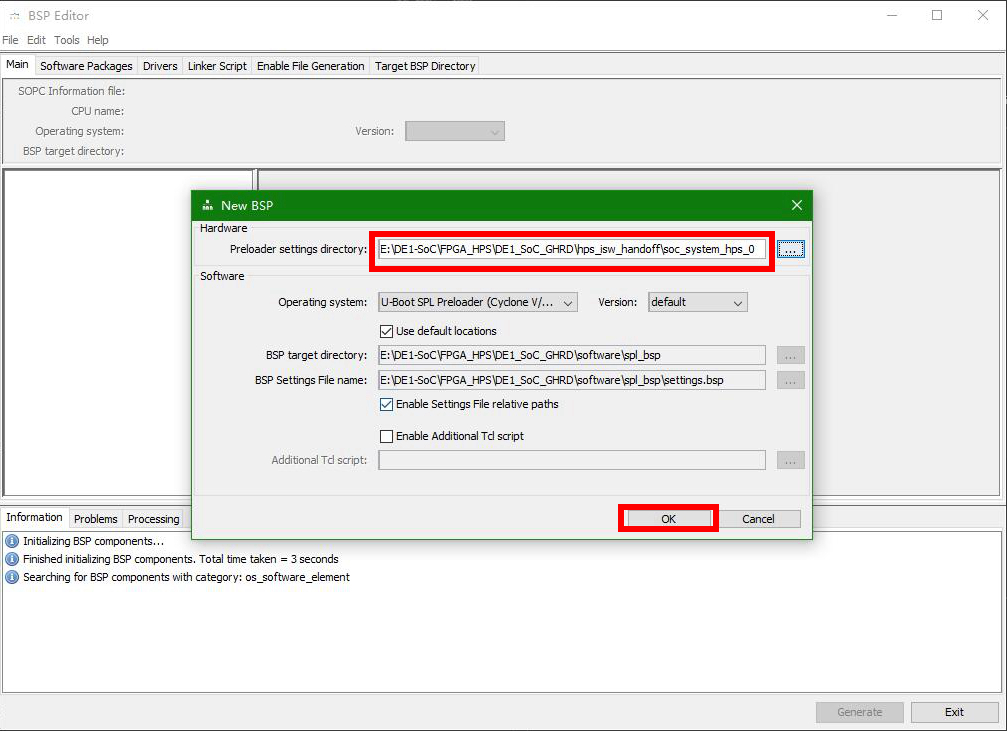 BSP Editor
File Edit Tools Help
Main Software Packages Drivers Linker Script Enable File Generation Target BSP Directory
SOPC Information file:
CPU name:
Operating system: Version:
BSP target directory:
New BSP
Hardware
Preloader settings directory: E:\DE1-SoC\FPGA_HPS\DE1_SoC_GHRD\hps_isw_handoff\soc_system_hps_0 ...
Software
Operating system: U-Boot SPL Preloader (Cyclone V/... Version: default
Use default locations
BSP target directory: E:\DE1-SoC\FPGA_HPS\DE1_SoC_GHRD\software\spl_bsp ...
BSP Settings File name: E:\DE1-SoC\FPGA_HPS\DE1_SoC_GHRD\software\spl_bsp\settings.bsp ...
Enable Settings File relative paths
Enable Additional Tcl script
Additional Tcl script: ...
OK Cancel
Information Problems Processing
Initializing BSP components...
Finished initializing BSP components. Total time taken = 3 seconds
Searching for BSP components with category: os_software_element
Generate Exit